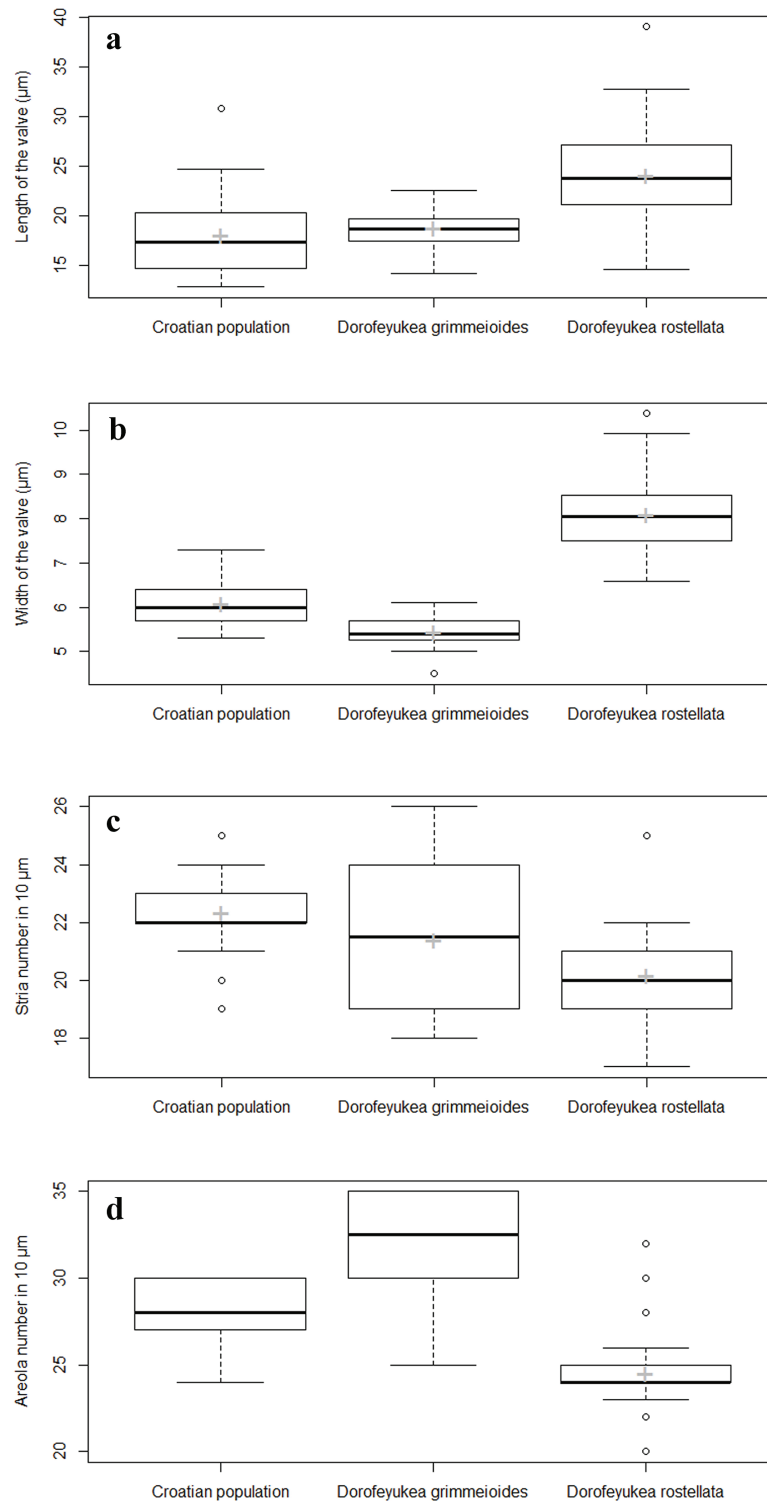 a
Length of the valve (µm)
40
35
30
25
20
15
Croatian population Dorofeyukea grimmeioides Dorofeyukea rostellata
b
Width of the valve (µm)
10
9
8
7
6
5
Croatian population Dorofeyukea grimmeioides Dorofeyukea rostellata
c
Stria number in 10 µm
26
24
22
20
18
Croatian population Dorofeyukea grimmeioides Dorofeyukea rostellata
d
Areola number in 10 µm
35
30
25
20
Croatian population Dorofeyukea grimmeioides Dorofeyukea rostellata